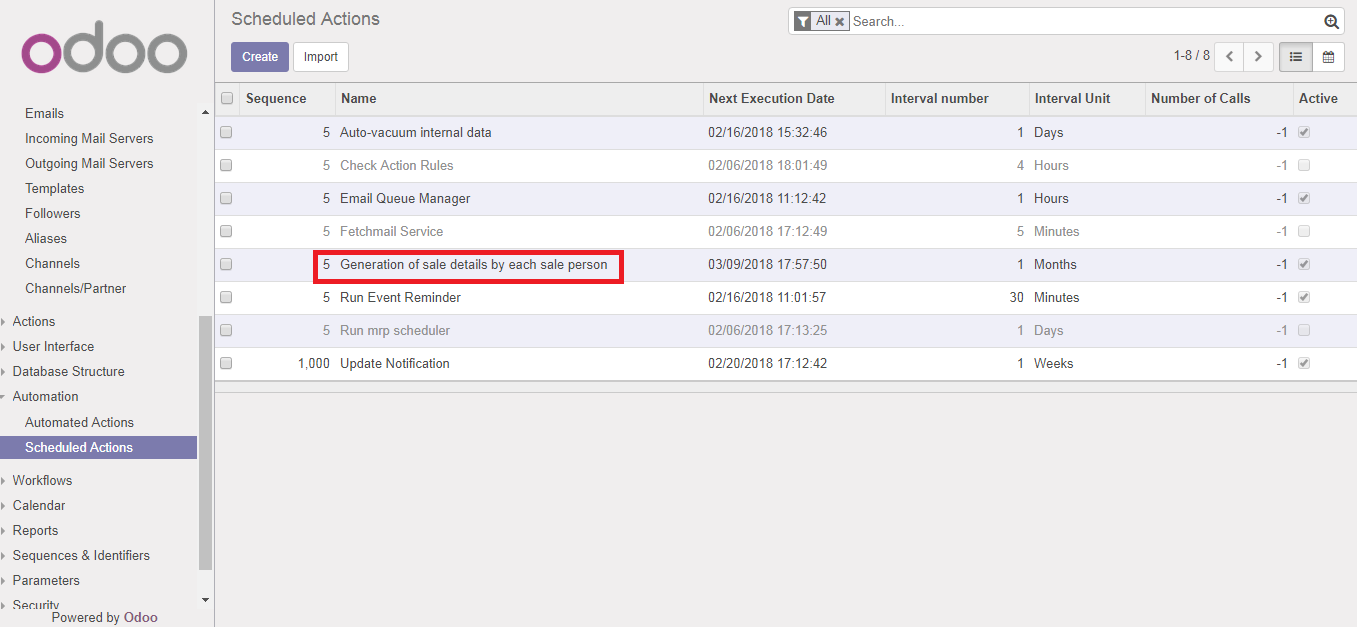 odoo
Emails
Incoming Mail Servers
Outgoing Mail Servers
Templates
Followers
Aliases
Channels
Channels/Partner
Actions
User Interface
Database Structure
Automation
Automated Actions
Scheduled Actions
Workflows
Calendar
Reports
Sequences & Identifiers
Parameters
Security
Powered by Odoo
Scheduled Actions
All Search...
Create Import
1-8 / 8
Sequence Name Next Execution Date Interval number Interval Unit Number of Calls Active
5 Auto-vacuum internal data 02/16/2018 15:32:46 1 Days -1
5 Check Action Rules 02/06/2018 18:01:49 4 Hours -1
5 Email Queue Manager 02/16/2018 11:12:42 1 Hours -1
5 Fetchmail Service 02/06/2018 17:12:49 5 Minutes -1
5 Generation of sale details by each sale person 03/09/2018 17:57:50 1 Months -1
5 Run Event Reminder 02/16/2018 11:01:57 30 Minutes -1
5 Run mrp scheduler 02/06/2018 17:13:25 1 Days -1
1,000 Update Notification 02/20/2018 17:12:42 1 Weeks -1